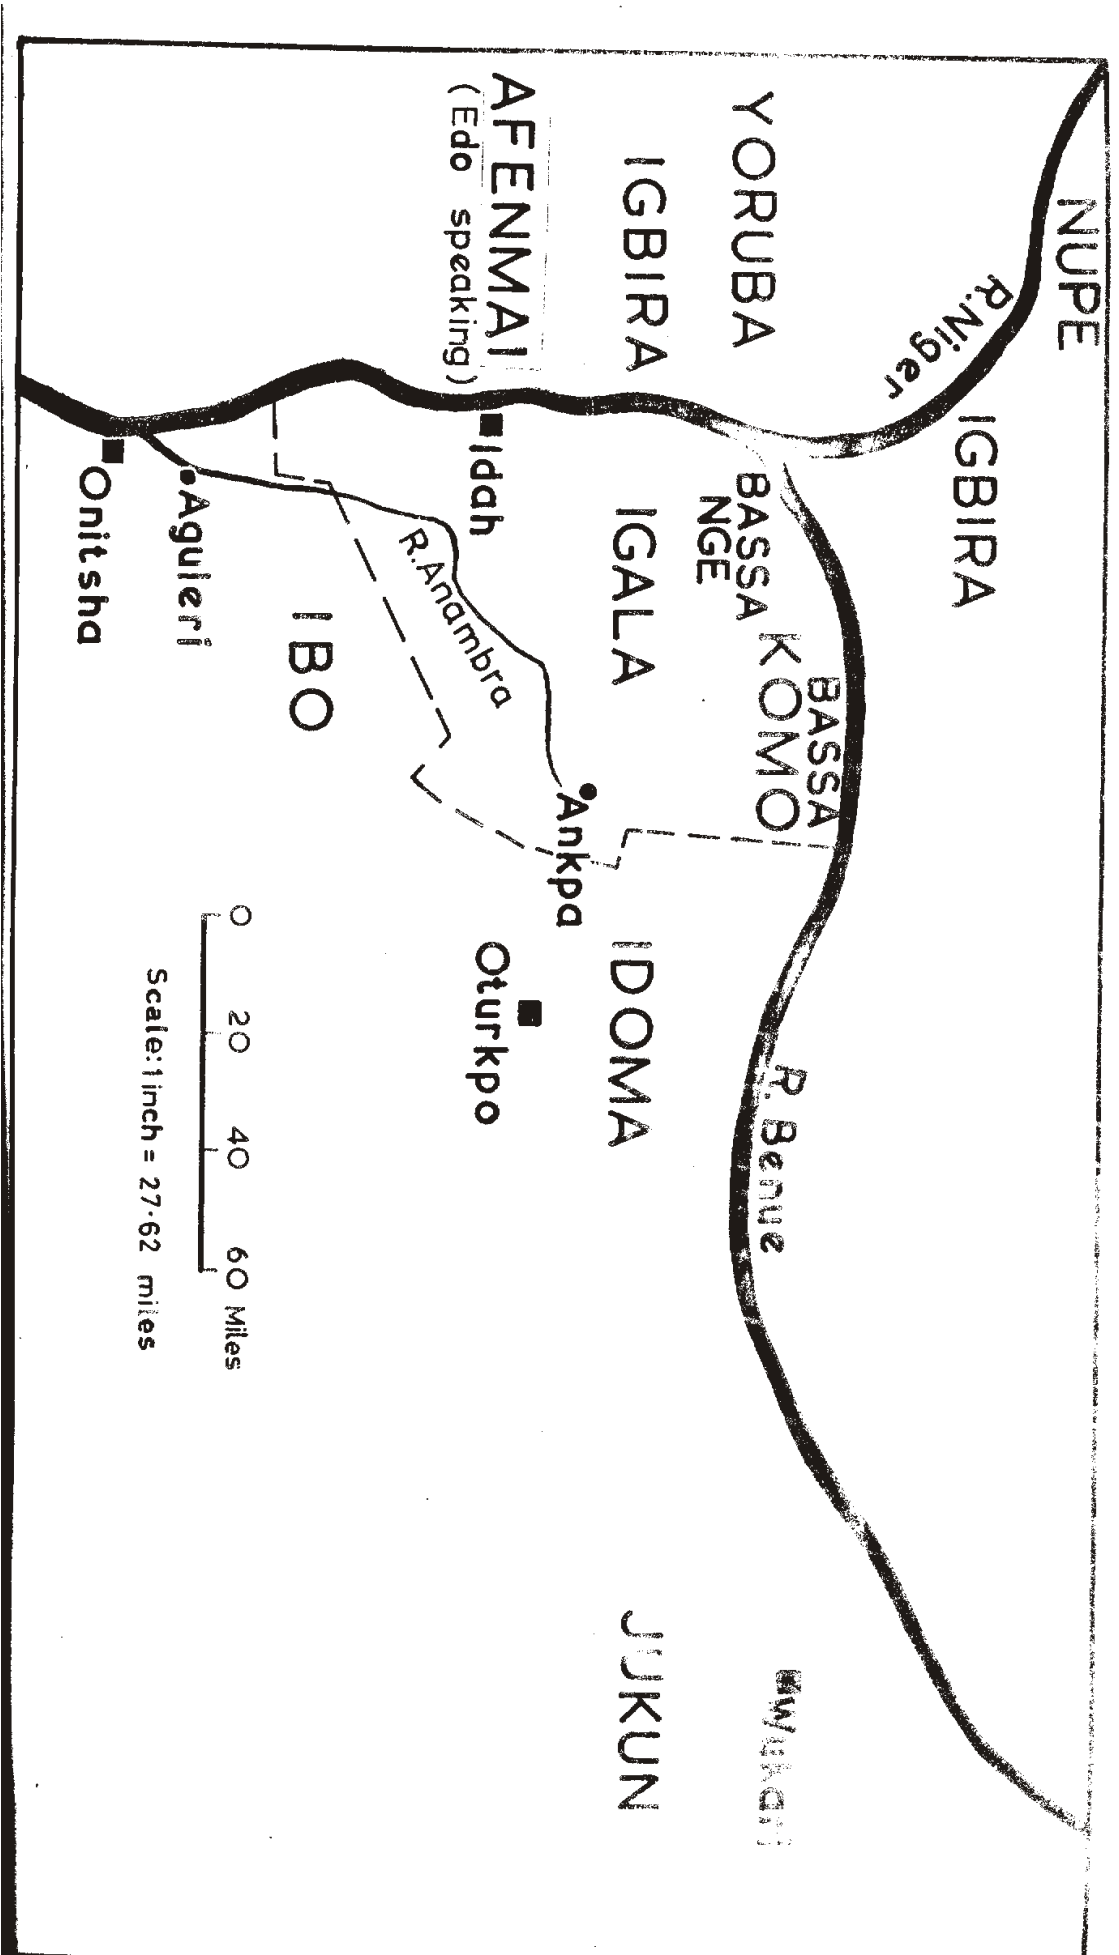 NUPE
R.Niger
IGBIRA
YORUBA
BASSA
KOMO
BASSA
NGE
R. Benue
Wukari
IGBIRA
IGALA
IDOMA
JUKUN
AFENMAI
(Edo speaking)
Idah
Ankpa
Oturkpo
R.Anambra
IBO
Aguleri
Onitsha
0 20 40 60 Miles
Scale:1 inch = 27·62 miles